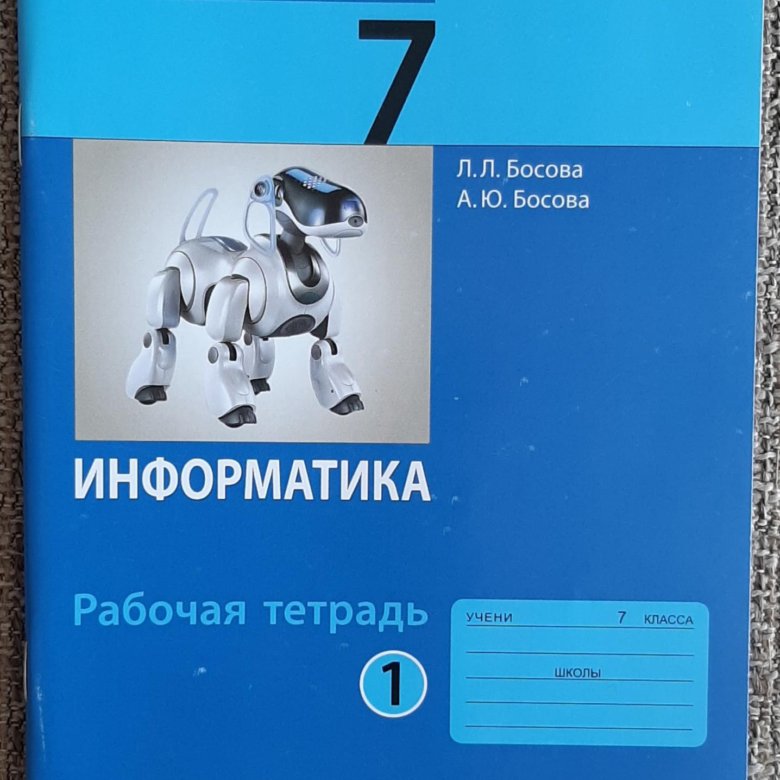 7
Л.Л. Босова
А.Ю. Босова
ИНФОРМАТИКА
Рабочая тетрадь
1
УЧЕНИ 7 КЛАССА
ШКОЛЫ